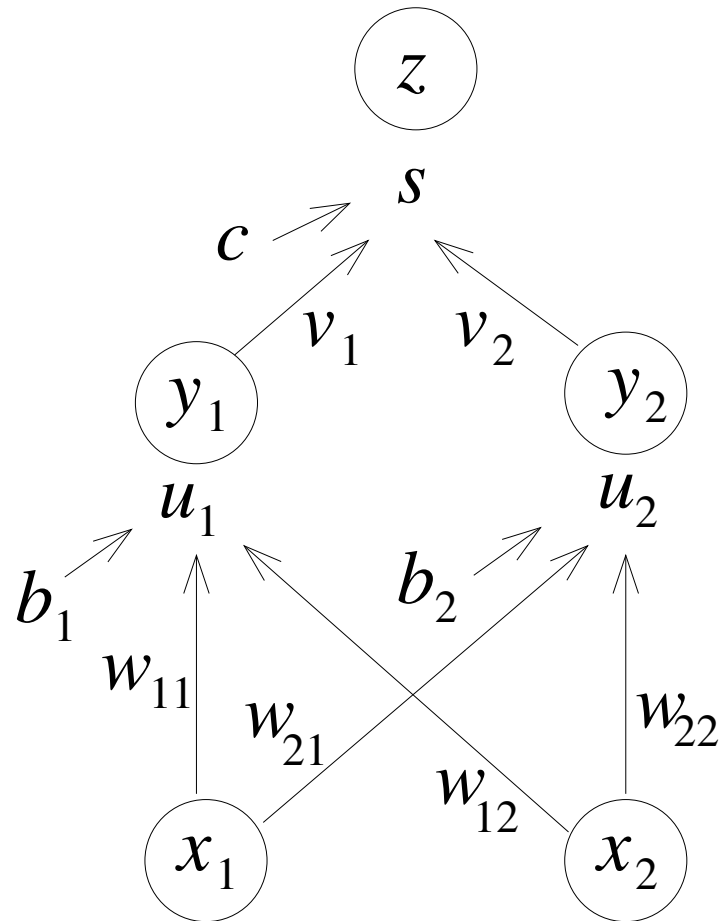 z
s
c
v₁ v₂
y₁ y₂
u₁ u₂
b₁ b₂
w₁₁ w₂₁ w₁₂ w₂₂
x₁ x₂